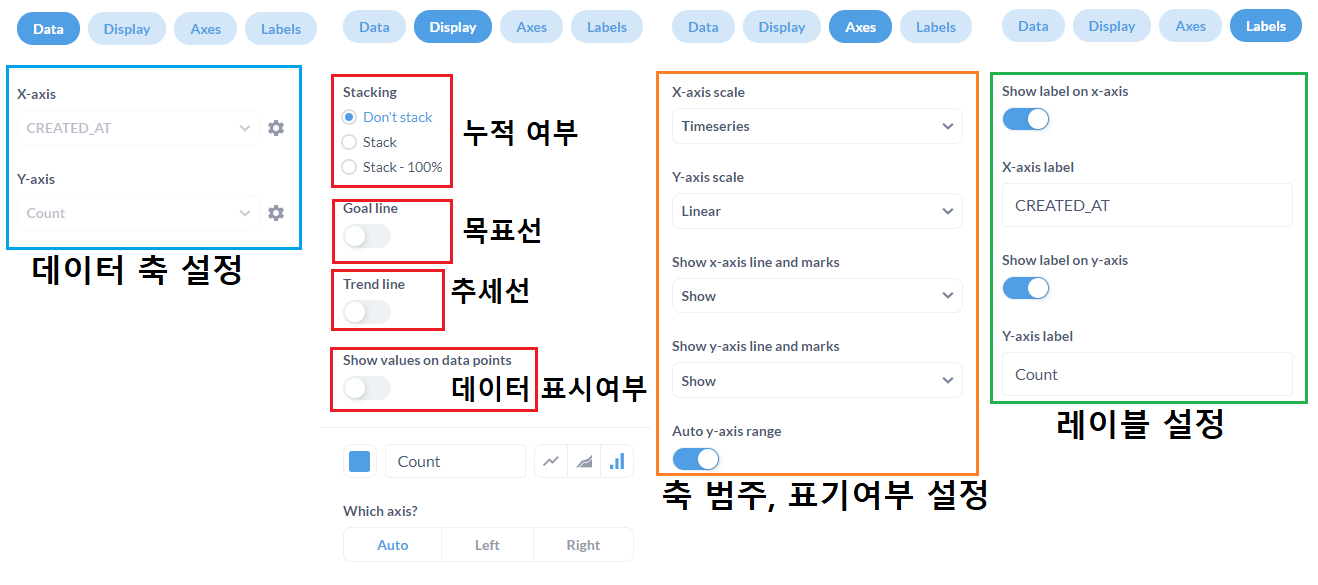 Data Display Axes Labels
X-axis
CREATED_AT
Y-axis
Count
데이터 축 설정
Data Display Axes Labels
Stacking
Don't stack
Stack
Stack - 100%
누적 여부
Goal line
목표선
Trend line
추세선
Show values on data points
데이터 표시여부
Count
Which axis?
Auto Left Right
Data Display Axes Labels
X-axis scale
Timeseries
Y-axis scale
Linear
Show x-axis line and marks
Show
Show y-axis line and marks
Show
Auto y-axis range
축 범주, 표기여부 설정
Data Display Axes Labels
Show label on x-axis
X-axis label
CREATED_AT
Show label on y-axis
Y-axis label
Count
레이블 설정